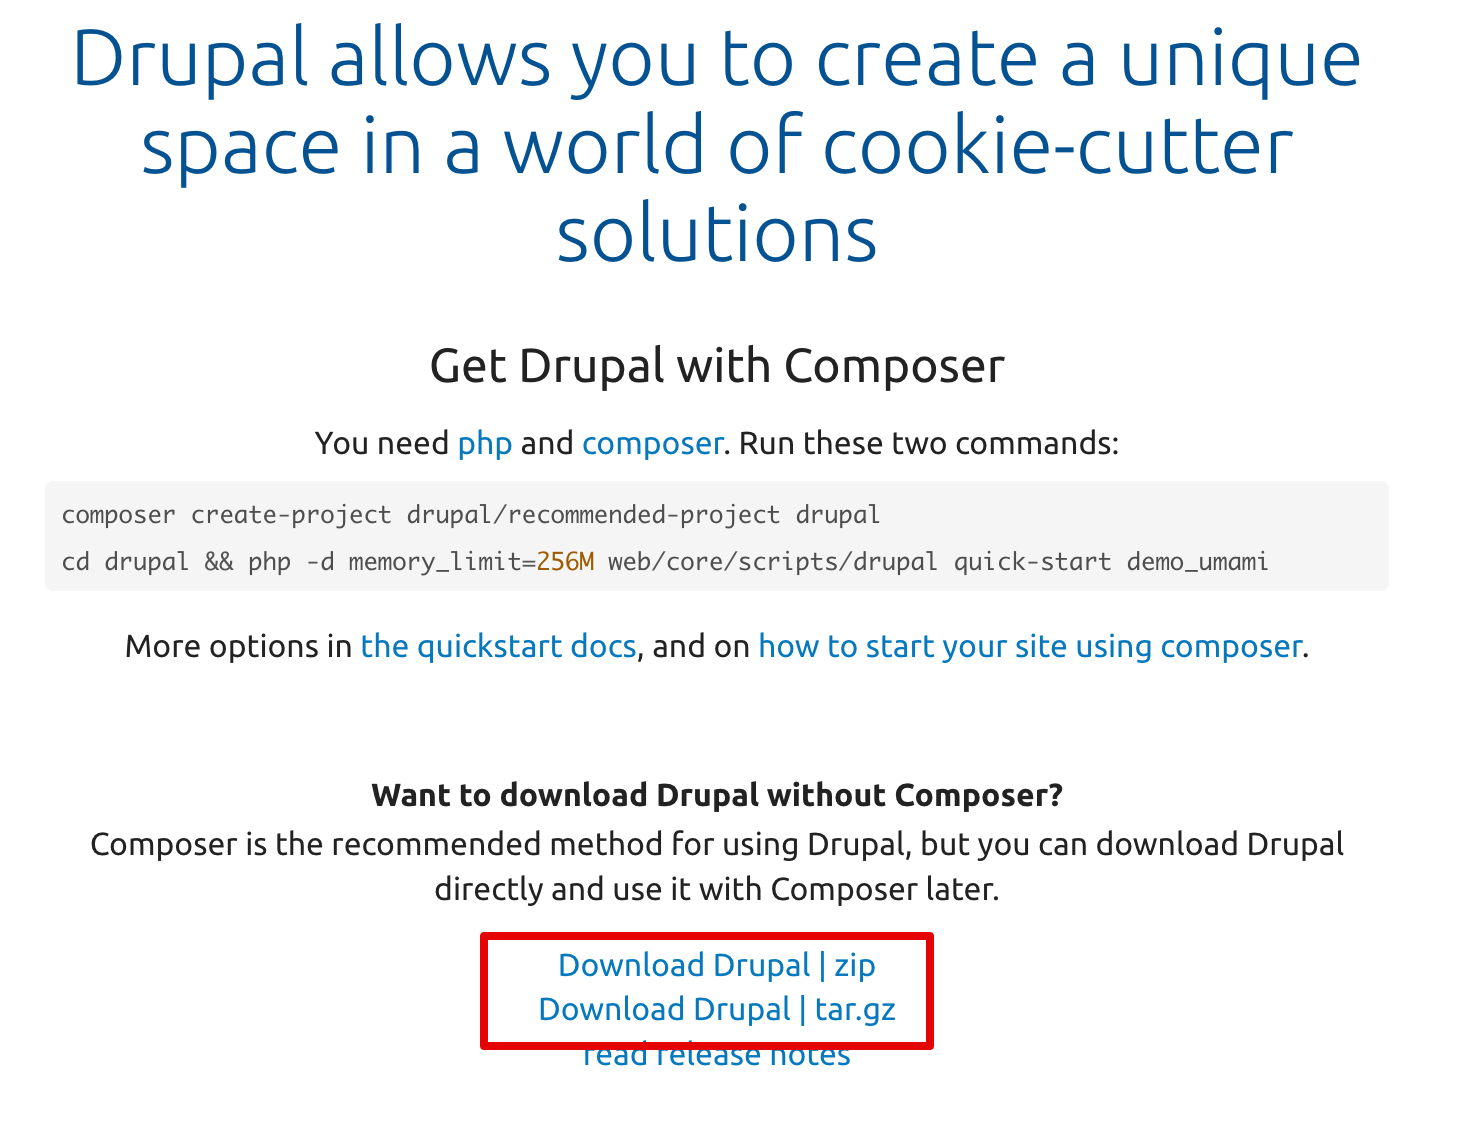 Drupal allows you to create a unique
space in a world of cookie-cutter
solutions
Get Drupal with Composer
You need php and composer. Run these two commands:
composer create-project drupal/recommended-project drupal
cd drupal && php -d memory_limit=256M web/core/scripts/drupal quick-start demo_umami
More options in the quickstart docs, and on how to start your site using composer.
Want to download Drupal without Composer?
Composer is the recommended method for using Drupal, but you can download Drupal
directly and use it with Composer later.
Download Drupal | zip
Download Drupal | tar.gz
read release notes